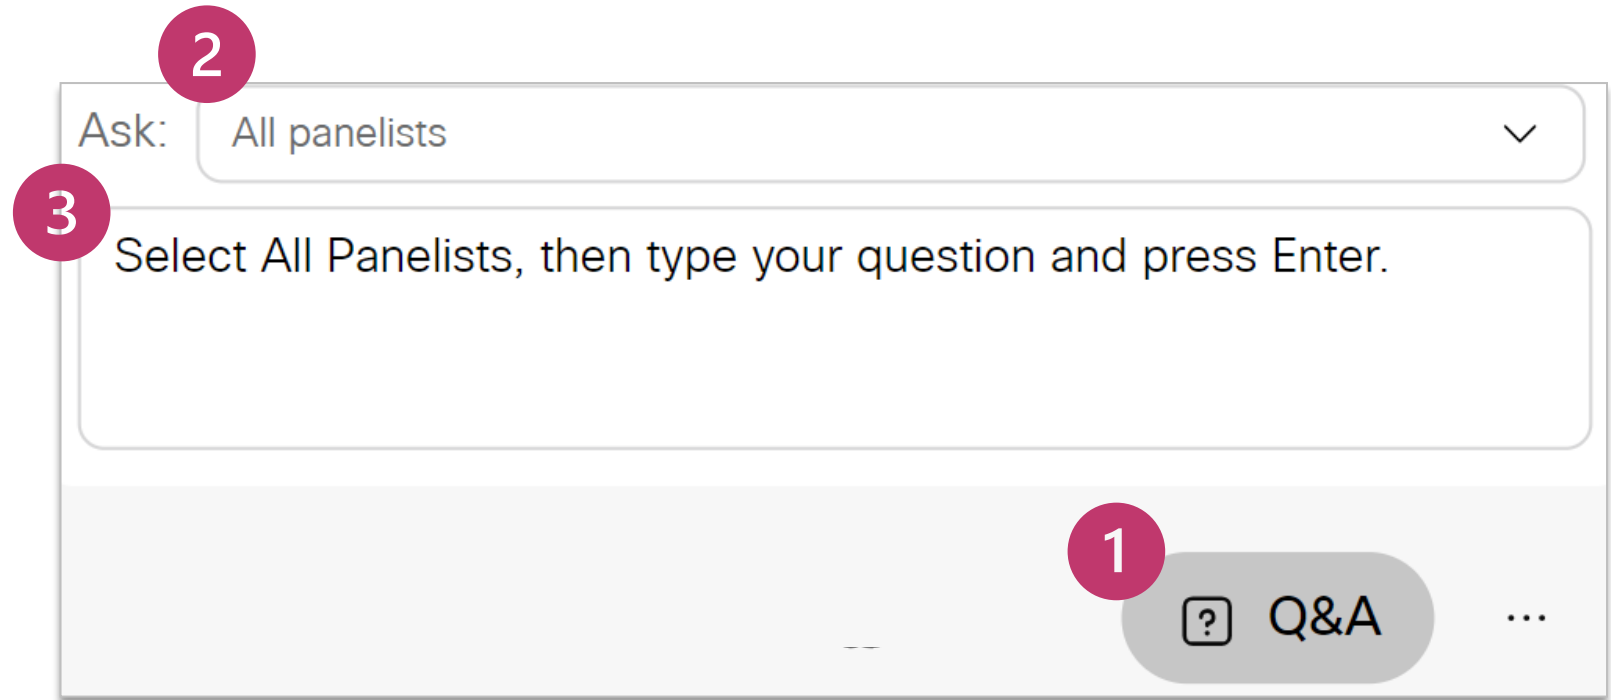 2
Ask: All panelists
3
Select All Panelists, then type your question and press Enter.
1
? Q&A ...